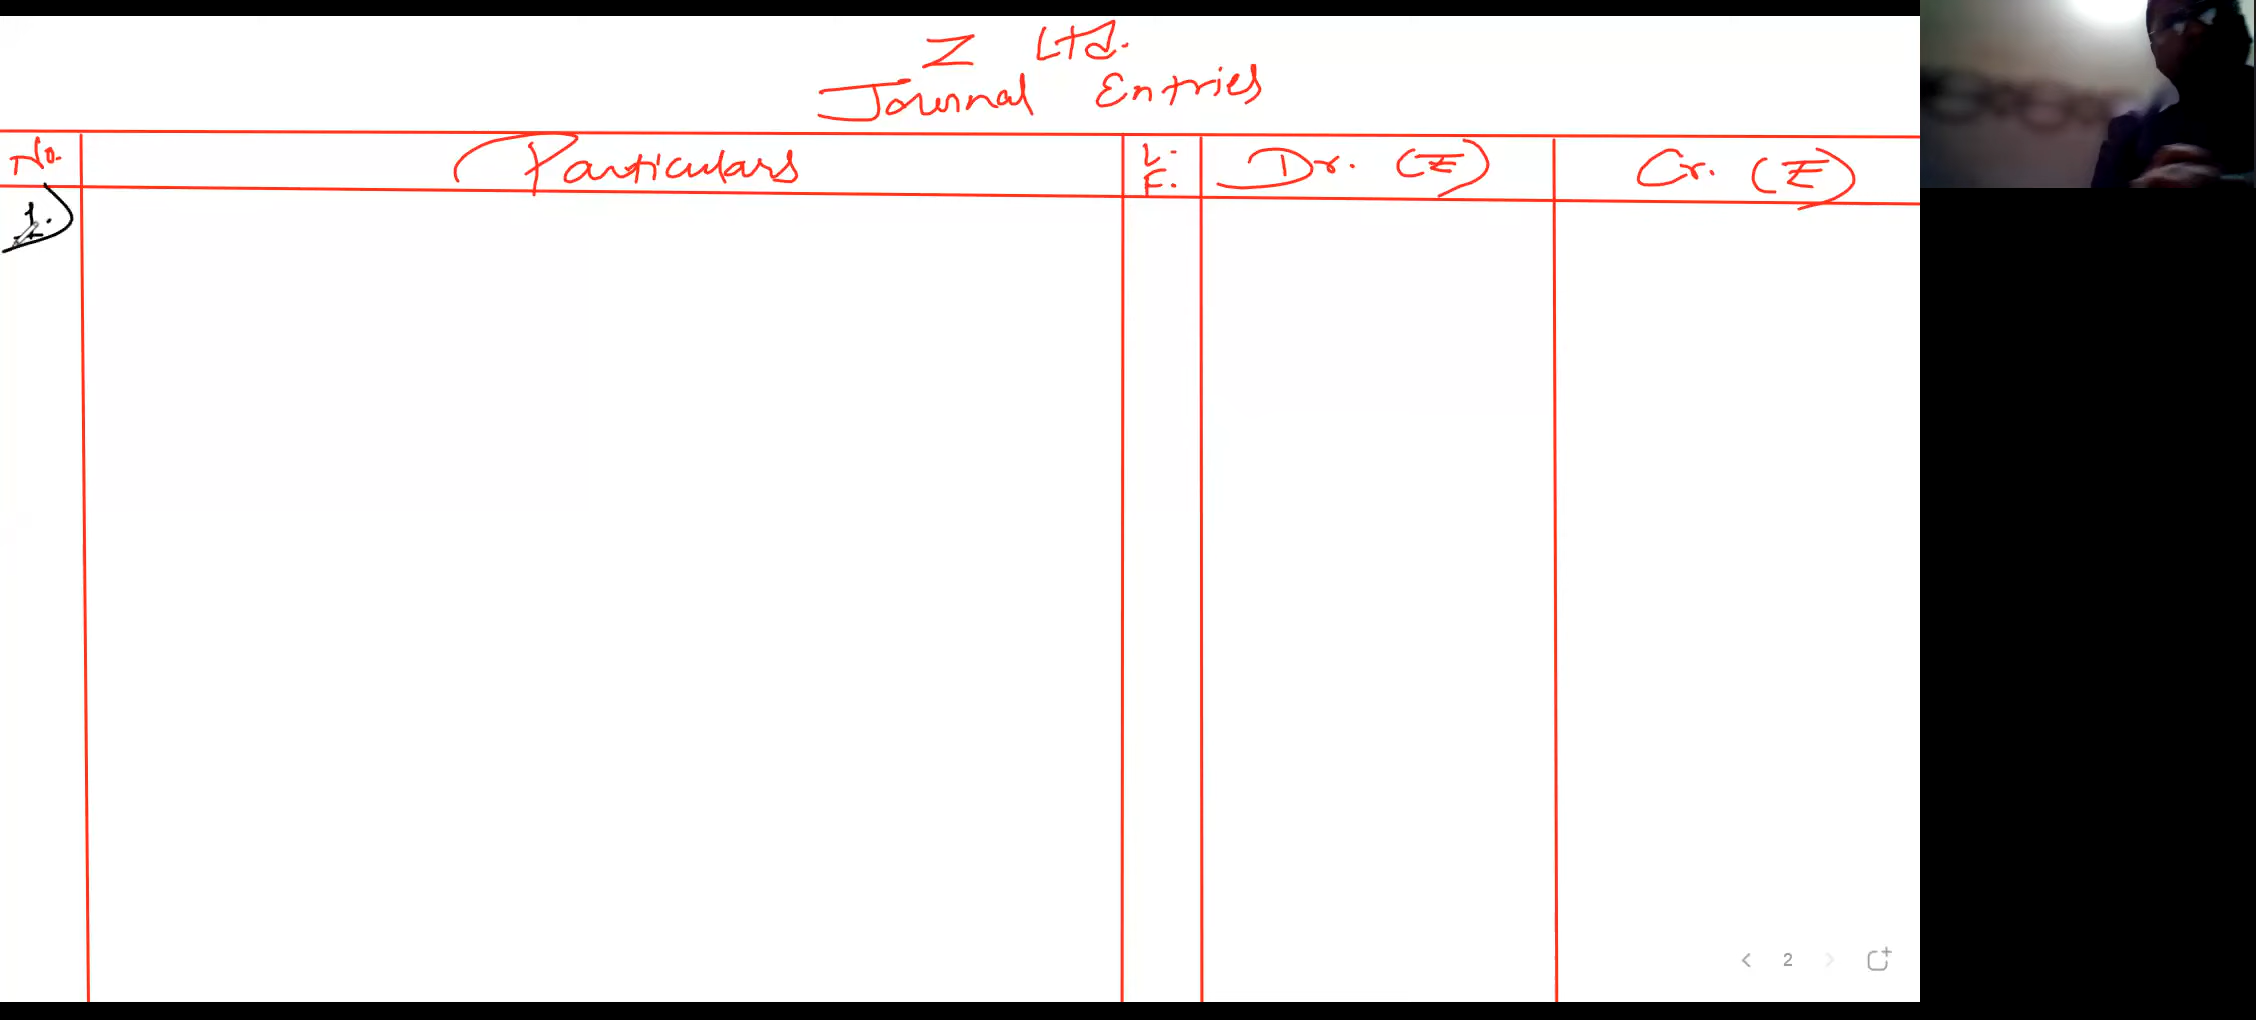 Z Ltd.
Journal Entries
No. Particulars L.F. Dr. (₹) Cr. (₹)
1.
2